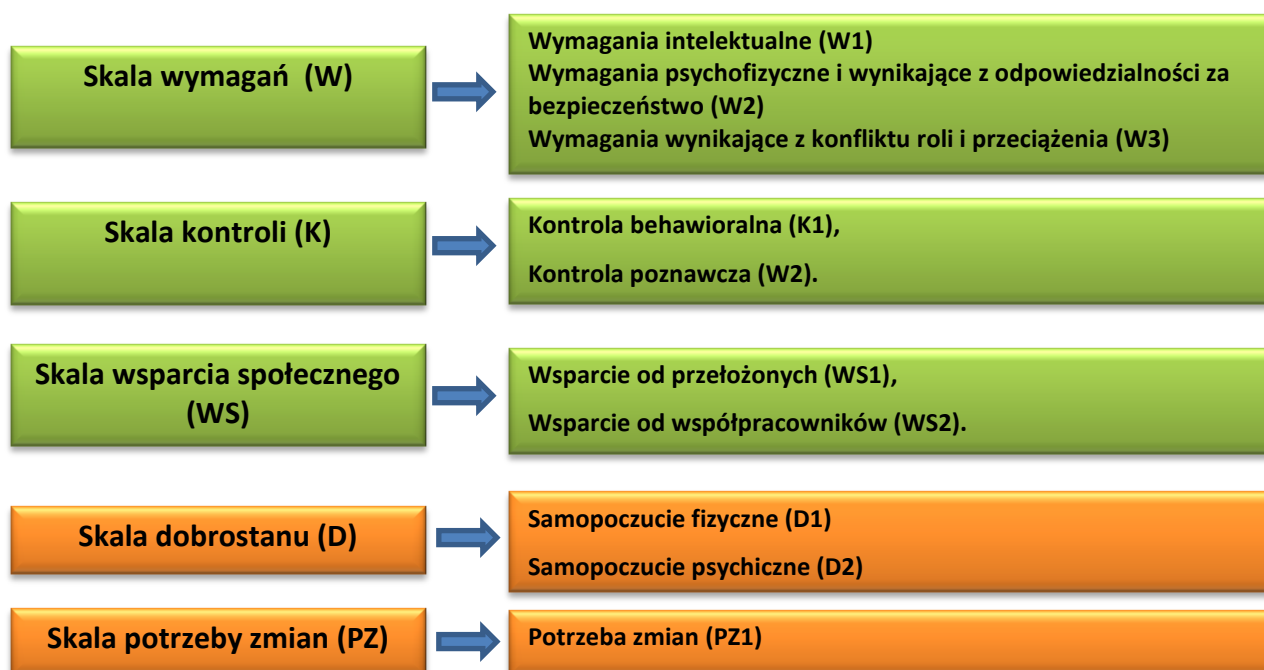 Skala wymagań (W)
Wymagania intelektualne (W1)
Wymagania psychofizyczne i wynikające z odpowiedzialności za
bezpieczeństwo (W2)
Wymagania wynikające z konfliktu roli i przeciążenia (W3)
Skala kontroli (K)
Kontrola behawioralna (K1),
Kontrola poznawcza (W2).
Skala wsparcia społecznego
(WS)
Wsparcie od przełożonych (WS1),
Wsparcie od współpracowników (WS2).
Skala dobrostanu (D)
Samopoczucie fizyczne (D1)
Samopoczucie psychiczne (D2)
Skala potrzeby zmian (PZ)
Potrzeba zmian (PZ1)